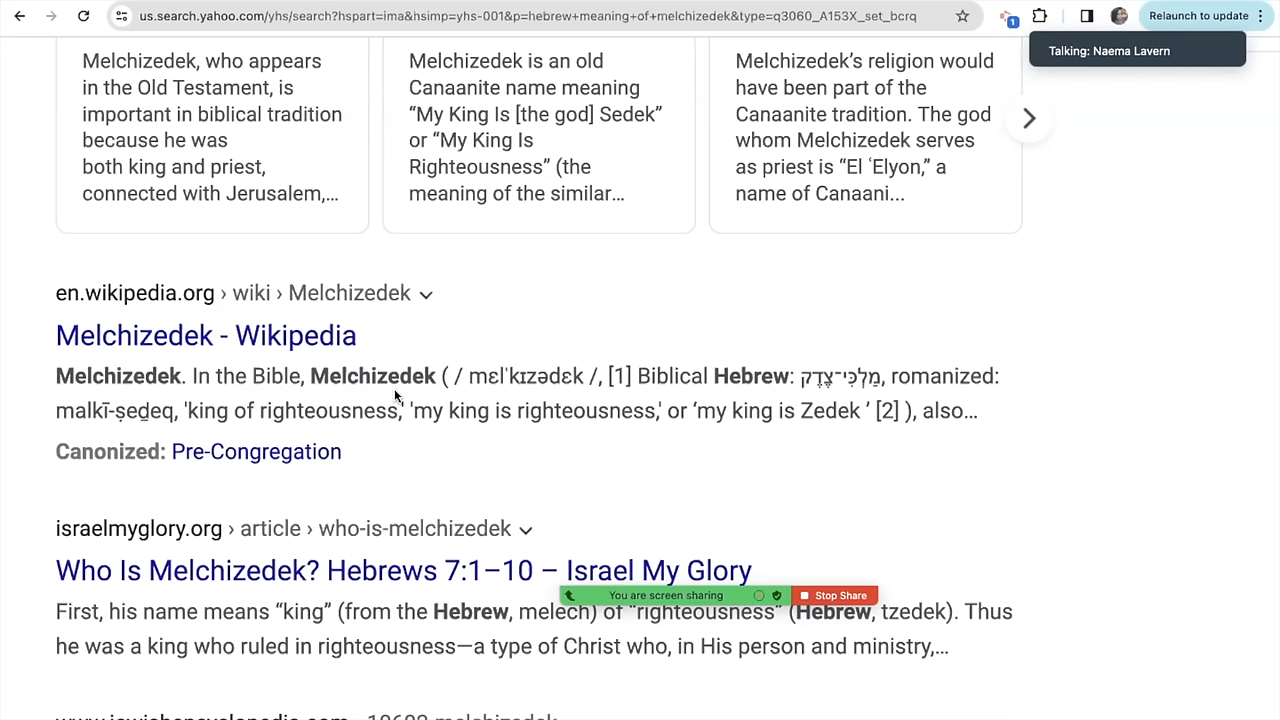 us.search.yahoo.com/yhs/search?hspart=ima&hsimp=yhs-001&p=hebrew+meaning+of+melchizedek&type=q3060_A153X_set_bcrq
1
Relaunch to update
Talking: Naema Lavern
Melchizedek, who appears
in the Old Testament, is
important in biblical tradition
because he was
both king and priest,
connected with Jerusalem,...
Melchizedek is an old
Canaanite name meaning
“My King Is [the god] Sedek”
or “My King Is
Righteousness” (the
meaning of the similar...
Melchizedek’s religion would
have been part of the
Canaanite tradition. The god
whom Melchizedek serves
as priest is “El ʿElyon,” a
name of Canaani...
en.wikipedia.org › wiki › Melchizedek
Melchizedek - Wikipedia
Melchizedek. In the Bible, Melchizedek ( / mɛlˈkɪzədɛk /, [1] Biblical Hebrew: מַלְכִּי־צֶדֶק, romanized:
malkī-ṣeḏeq, 'king of righteousness,' 'my king is righteousness,' or ‘my king is Zedek ’ [2] ), also...
Canonized: Pre-Congregation
israelmyglory.org › article › who-is-melchizedek
Who Is Melchizedek? Hebrews 7:1–10 – Israel My Glory
You are screen sharing
Stop Share
First, his name means “king” (from the Hebrew, melech) of “righteousness” (Hebrew, tzedek). Thus
he was a king who ruled in righteousness—a type of Christ who, in His person and ministry,...